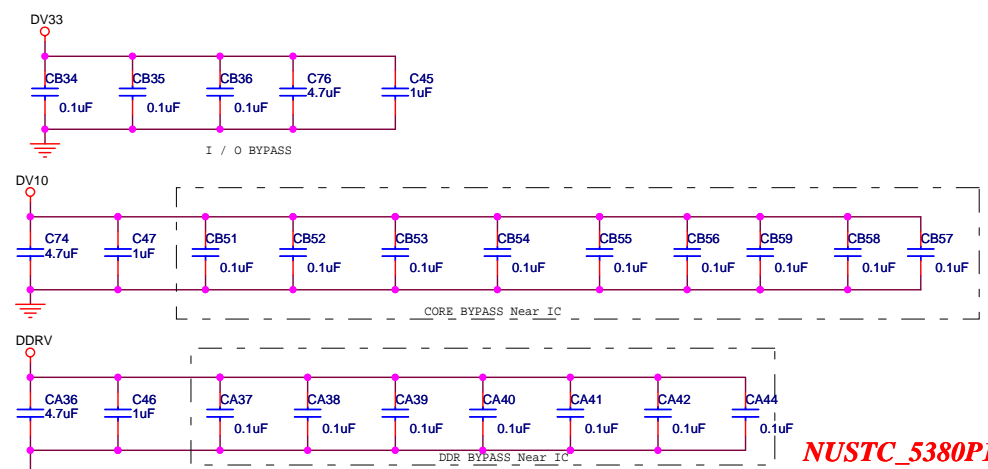 DV33
CB34 CB35 CB36 C76 C45
4.7uF 1uF
0.1uF 0.1uF 0.1uF
I / O BYPASS
DV10
C74 C47 CB51 CB52 CB53 CB54 CB55 CB56 CB59 CB58 CB57
4.7uF 1uF
0.1uF 0.1uF 0.1uF 0.1uF 0.1uF 0.1uF 0.1uF 0.1uF 0.1uF
CORE BYPASS Near IC
DDRV
CA36 C46 CA37 CA38 CA39 CA40 CA41 CA42 CA44
4.7uF 1uF
0.1uF 0.1uF 0.1uF 0.1uF 0.1uF 0.1uF 0.1uF
DDR BYPASS Near IC